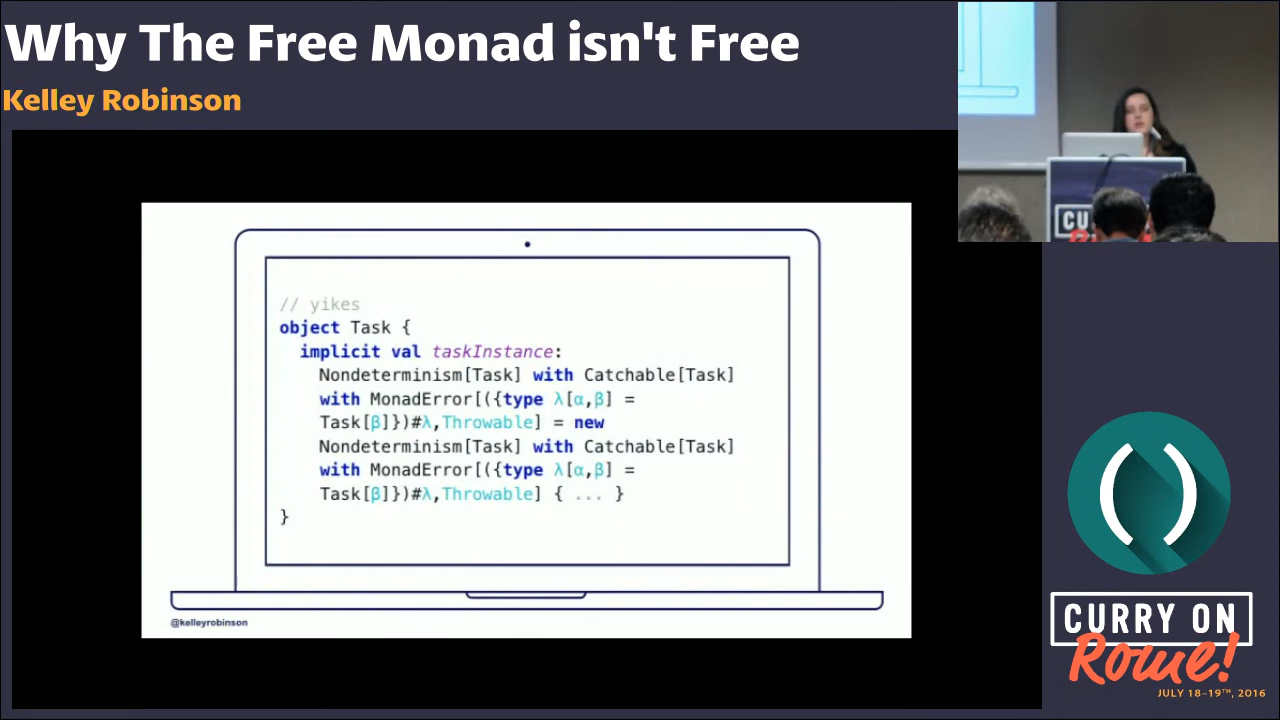 Why The Free Monad isn't Free
Kelley Robinson
// yikes
object Task {
implicit val taskInstance:
Nondeterminism[Task] with Catchable[Task]
with MonadError[({type λ[α,β] =
Task[β]})#λ,Throwable] = new
Nondeterminism[Task] with Catchable[Task]
with MonadError[({type λ[α,β] =
Task[β]})#λ,Throwable] { ... }
}
@kelleyrobinson
CU
( )
CURRY ON
Rome!
JULY 18-19TH, 2016